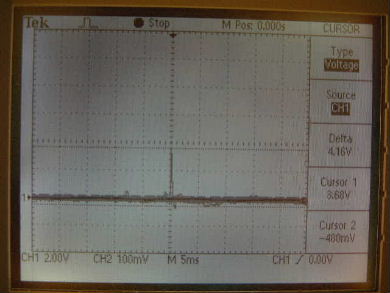 Tek Stop M Pos: 0.000s CURSOR
Type
Voltage
Source
CH1
Delta
4.16V
Cursor 1
3.68V
Cursor 2
-480mV
1
CH1 2.00V CH2 100mV M 5ms CH1 / 0.00V